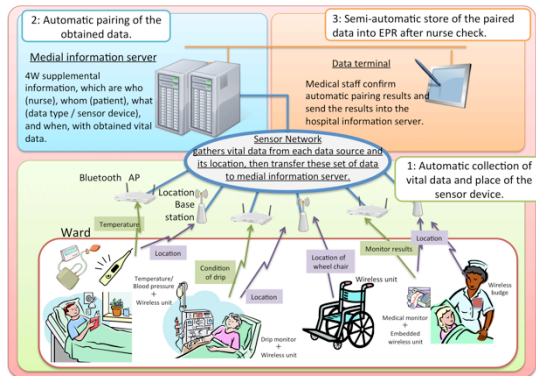 2: Automatic pairing of the
obtained data.
3: Semi-automatic store of the paired
data into EPR after nurse check.
Medial information server
4W supplemental
information, which are who
(nurse), whom (patient), what
(data type / sensor device),
and when, with obtained vital
data.
Data terminal
Medical staff confirm
automatic pairing results and
send the results into the
hospital information server.
Sensor Network
gathers vital data from each data source and
its location, then transfer these set of data
to medial information server.
1: Automatic collection of
vital data and place of the
sensor device.
Bluetooth AP
Location
Base
station
Temperature
Location
Condition
of drip
Location
Location of
wheel chair
Monitor results
Location
Ward
Temperature/
Blood pressure
+
Wireless unit
Drip monitor
+
Wireless unit
Wireless unit
Medical monitor
+
Embedded
wireless unit
Wireless
budge